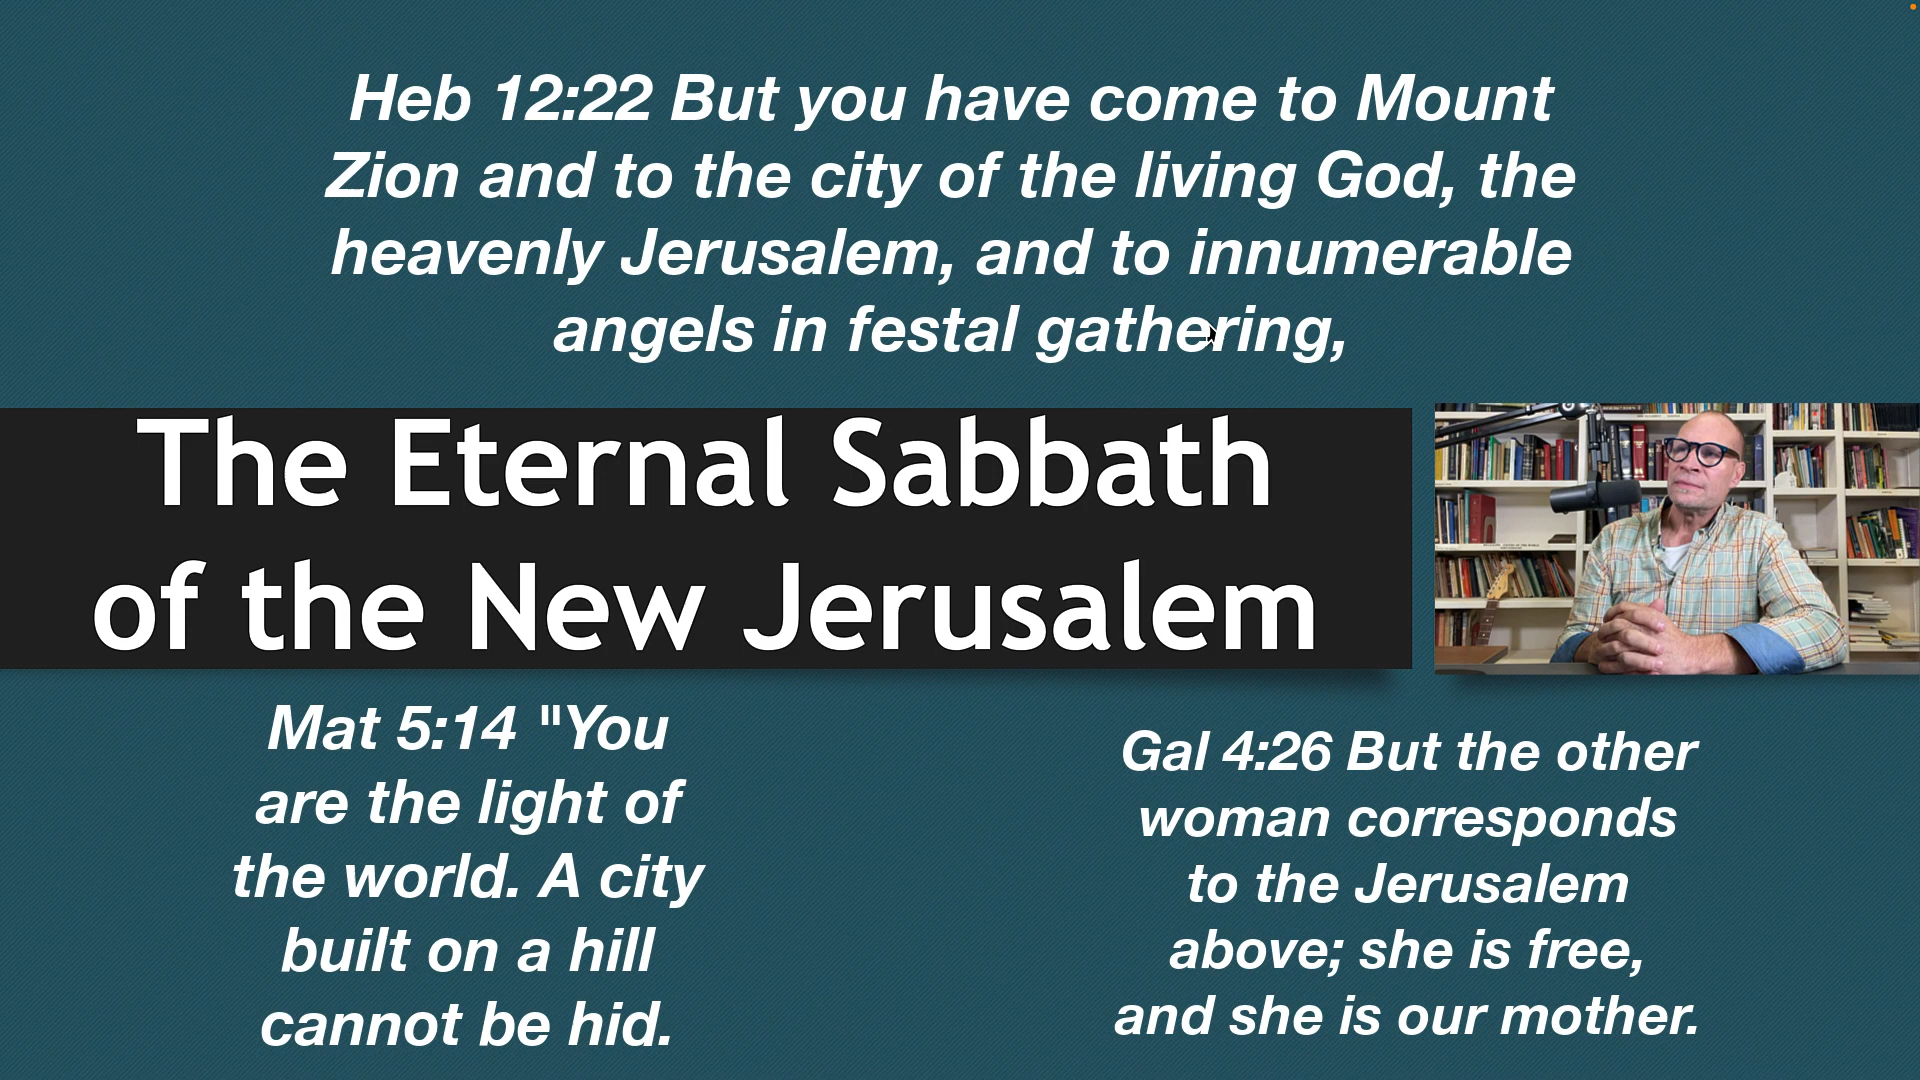 Heb 12:22 But you have come to Mount
Zion and to the city of the living God, the
heavenly Jerusalem, and to innumerable
angels in festal gathering,
The Eternal Sabbath
of the New Jerusalem
Mat 5:14 "You
are the light of
the world. A city
built on a hill
cannot be hid.
Gal 4:26 But the other
woman corresponds
to the Jerusalem
above; she is free,
and she is our mother.